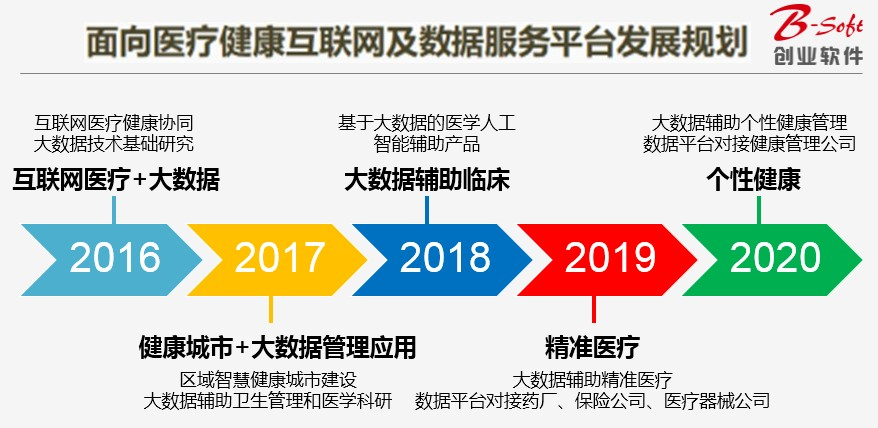 面向医疗健康互联网及数据服务平台发展规划
B-Soft
创业软件
互联网医疗健康协同
大数据技术基础研究
互联网医疗+大数据
基于大数据的医学人工
智能辅助产品
大数据辅助临床
大数据辅助个性健康管理
数据平台对接健康管理公司
个性健康
2016
2017
2018
2019
2020
健康城市+大数据管理应用
区域智慧健康城市建设
大数据辅助卫生管理和医学科研
精准医疗
大数据辅助精准医疗
数据平台对接药厂、保险公司、医疗器械公司